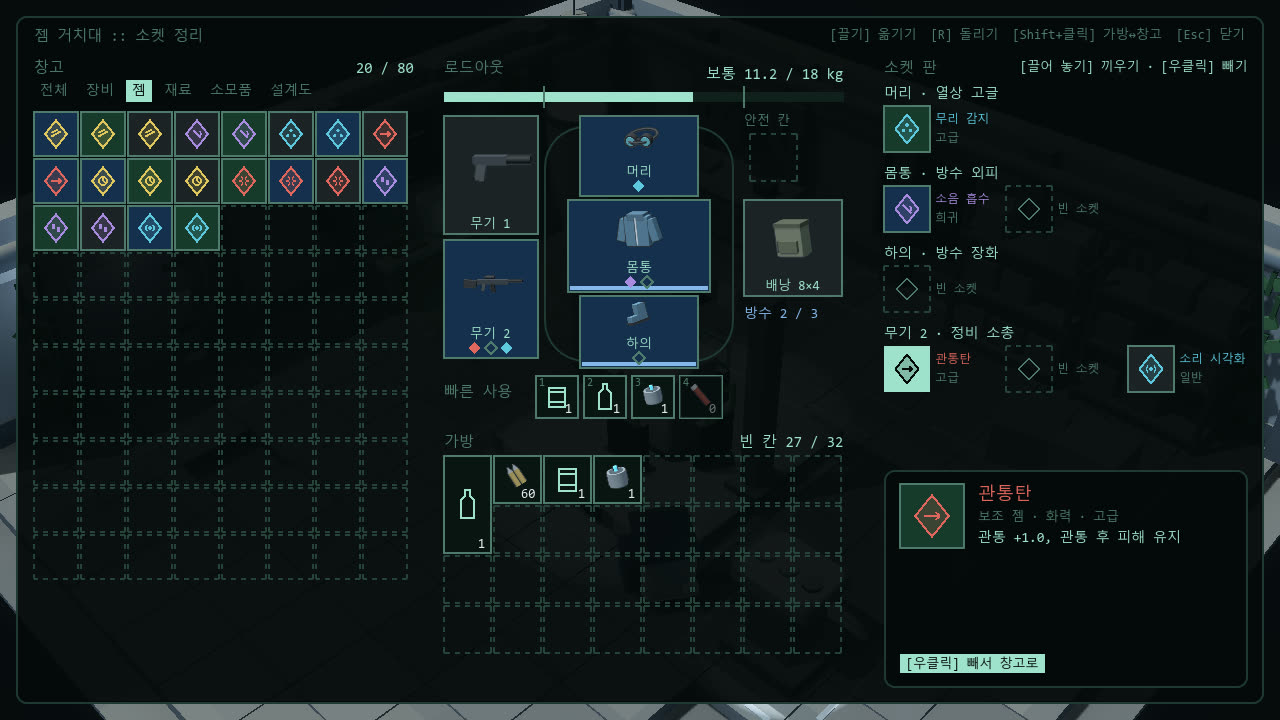 젬 거치대 :: 소켓 정리
[끌기] 옮기기 [R] 돌리기 [Shift+클릭] 가방↔창고 [Esc] 닫기
창고
20 / 80
전체 장비 젬 재료 소모품 설계도
로드아웃
보통 11.2 / 18 kg
무기 1
무기 2
머리
몸통
하의
안전 칸
배낭 8×4
방수 2 / 3
빠른 사용
1 1
2 1
3 1
4 0
가방
빈 칸 27 / 32
1
60
1
1
소켓 판
[끌어 놓기] 끼우기 · [우클릭] 빼기
머리 · 열상 고글
무리 감지
고급
몸통 · 방수 외피
소음 흡수
희귀
빈 소켓
하의 · 방수 장화
빈 소켓
무기 2 · 정비 소총
관통탄
고급
빈 소켓
소리 시각화
일반
관통탄
보조 젬 · 화력 · 고급
관통 +1.0, 관통 후 피해 유지
[우클릭] 빼서 창고로